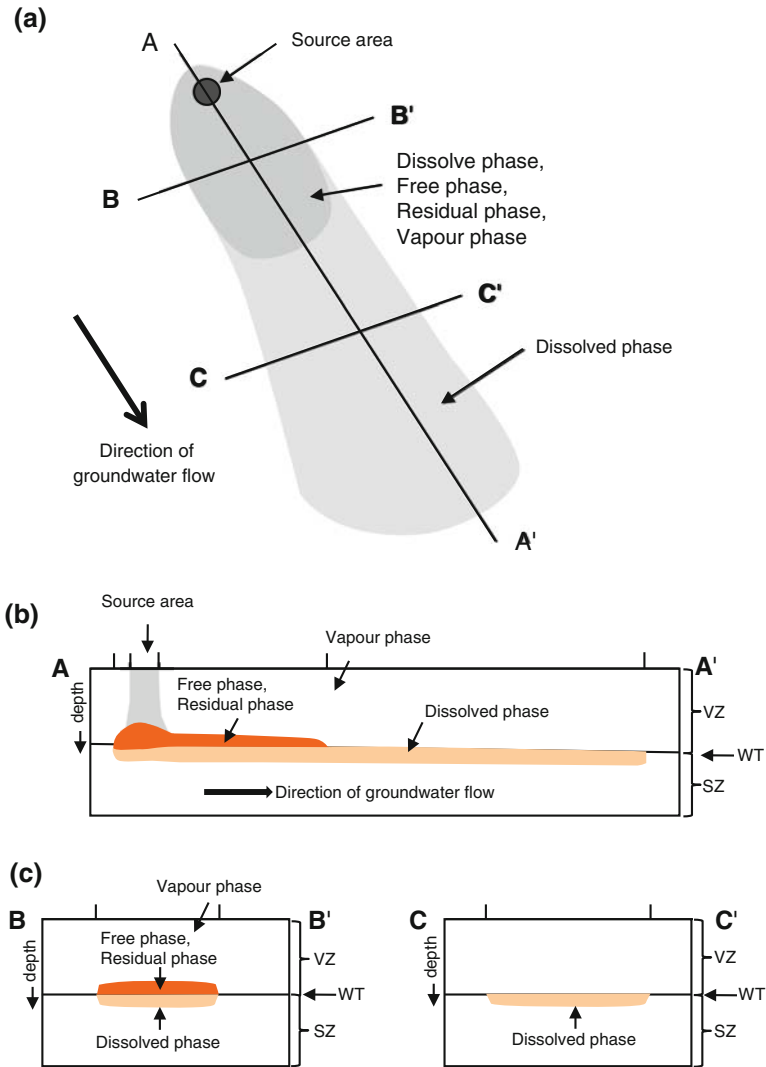 (a)
A
Source area
B'
Dissolve phase,
Free phase,
Residual phase,
Vapour phase
B
C'
C
Dissolved phase
Direction of
groundwater flow
A'
(b)
Source area
A
Vapour phase
A'
depth
Free phase,
Residual phase
Dissolved phase
VZ
WT
SZ
Direction of groundwater flow
(c)
B
Vapour phase
B'
depth
Free phase,
Residual phase
VZ
WT
SZ
Dissolved phase
C
C'
depth
VZ
WT
SZ
Dissolved phase